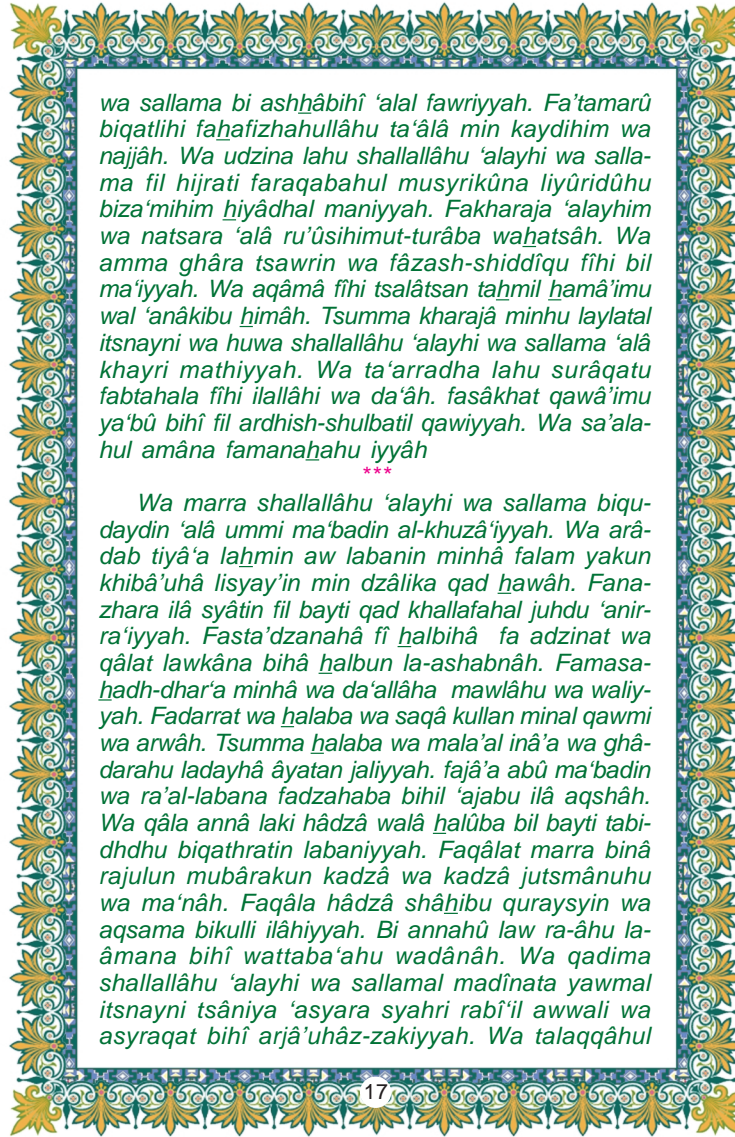 wa sallama bi ashẖâbihî ‘alal fawriyyah. Fa’tamarû
biqatlihi faẖafizhahullâhu ta‘âlâ min kaydihim wa
najjâh. Wa udzina lahu shallallâhu ‘alayhi wa salla-
ma fil hijrati faraqabahul musyrikûna liyûridûhu
biza‘mihim ẖiyâdhal maniyyah. Fakharaja ‘alayhim
wa natsara ‘alâ ru’ûsihimut-turâba waẖatsâh. Wa
amma ghâra tsawrin wa fâzash-shiddîqu fîhi bil
ma‘iyyah. Wa aqâmâ fîhi tsalâtsan taẖmil ẖamâ’imu
wal ‘anâkibu ẖimâh. Tsumma kharajâ minhu laylatal
itsnayni wa huwa shallallâhu ‘alayhi wa sallama ‘alâ
khayri mathiyyah. Wa ta‘arradha lahu surâqatu
fabtahala fîhi ilallâhi wa da‘âh. fasâkhat qawâ’imu
ya‘bû bihî fil ardhish-shulbatil qawiyyah. Wa sa’ala-
hul amâna famanaẖahu iyyâh
***
Wa marra shallallâhu ‘alayhi wa sallama biqu-
daydin ‘alâ ummi ma‘badin al-khuzâ‘iyyah. Wa arâ-
dab tiyâ‘a laẖmin aw labanin minhâ falam yakun
khibâ’uhâ lisyay’in min dzâlika qad ẖawâh. Fana-
zhara ilâ syâtin fil bayti qad khallafahal juhdu ‘anir-
ra‘iyyah. Fasta’dzanahâ fî ẖalbihâ fa adzinat wa
qâlat lawkâna bihâ ẖalbun la-ashabnâh. Famasa-
ẖadh-dhar‘a minhâ wa da‘allâha mawlâhu wa waliy-
yah. Fadarrat wa ẖalaba wa saqâ kullan minal qawmi
wa arwâh. Tsumma ẖalaba wa mala’al inâ’a wa ghâ-
darahu ladayhâ âyatan jaliyyah. fajâ’a abû ma‘badin
wa ra’al-labana fadzahaba bihil ‘ajabu ilâ aqshâh.
Wa qâla annâ laki hâdzâ walâ ẖalûba bil bayti tabi-
dhdhu biqathratin labaniyyah. Faqâlat marra binâ
rajulun mubârakun kadzâ wa kadzâ jutsmânuhu
wa ma‘nâh. Faqâla hâdzâ shâẖibu quraysyin wa
aqsama bikulli ilâhiyyah. Bi annahû law ra-âhu la-
âmana bihî wattaba‘ahu wadânâh. Wa qadima
shallallâhu ‘alayhi wa sallamal madînata yawmal
itsnayni tsâniya ‘asyara syahri rabî‘il awwali wa
asyraqat bihî arjâ’uhâz-zakiyyah. Wa talaqqâhul
17